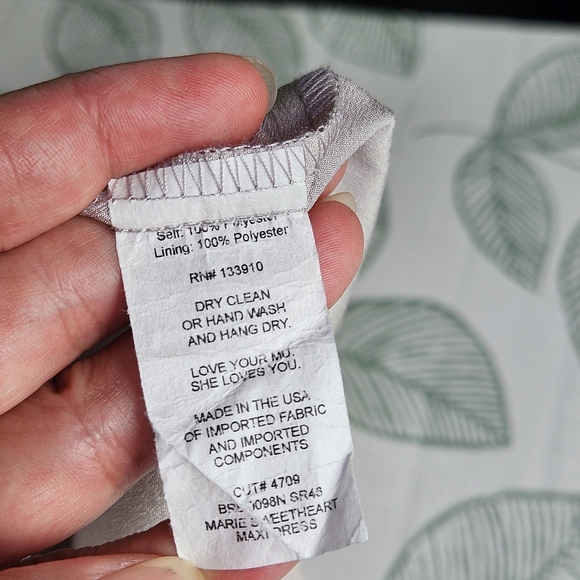 Self: 100% Polyester
Lining: 100% Polyester
RN# 133910
DRY CLEAN
OR HAND WASH
AND HANG DRY.
LOVE YOUR MU.
SHE LOVES YOU.
MADE IN THE USA
OF IMPORTED FABRIC
AND IMPORTED
COMPONENTS
CUT# 4709
SR46
MARIE SWEETHEART
MAXI DRESS